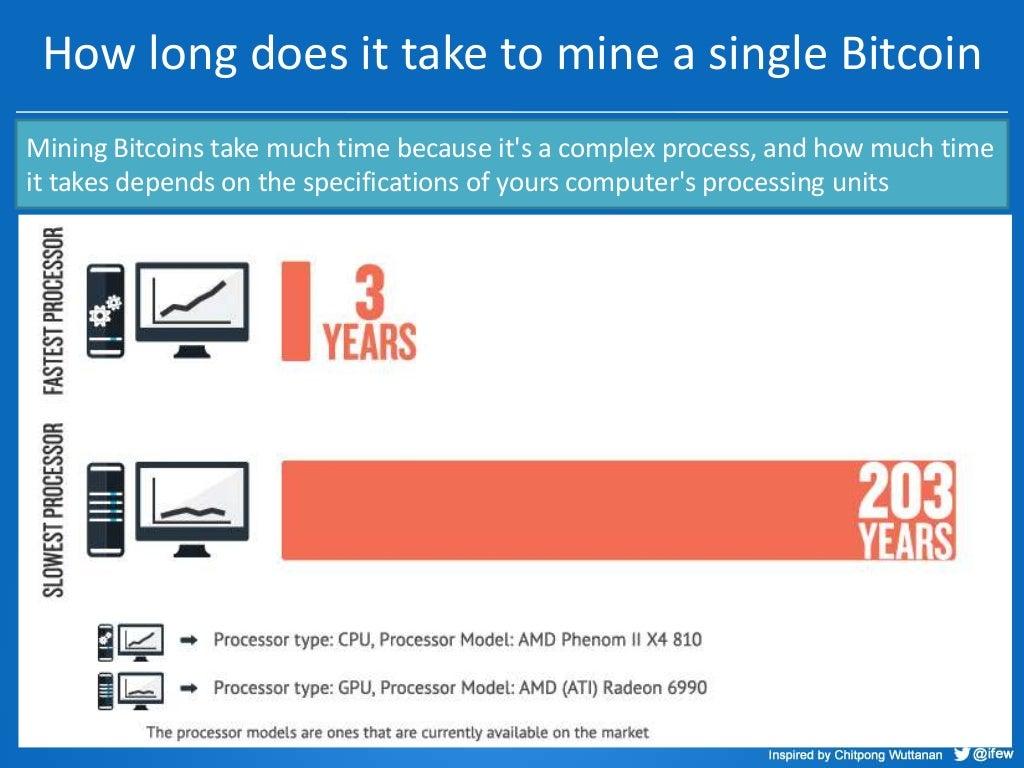 How long does it take to mine a single Bitcoin
Mining Bitcoins take much time because it's a complex process, and how much time
it takes depends on the specifications of yours computer's processing units
FASTEST PROCESSOR
3
YEARS
SLOWEST PROCESSOR
203
YEARS
Processor type: CPU, Processor Model: AMD Phenom II X4 810
Processor type: GPU, Processor Model: AMD (ATI) Radeon 6990
The processor models are ones that are currently available on the market
Inspired by Chitpong Wuttanan @ifew